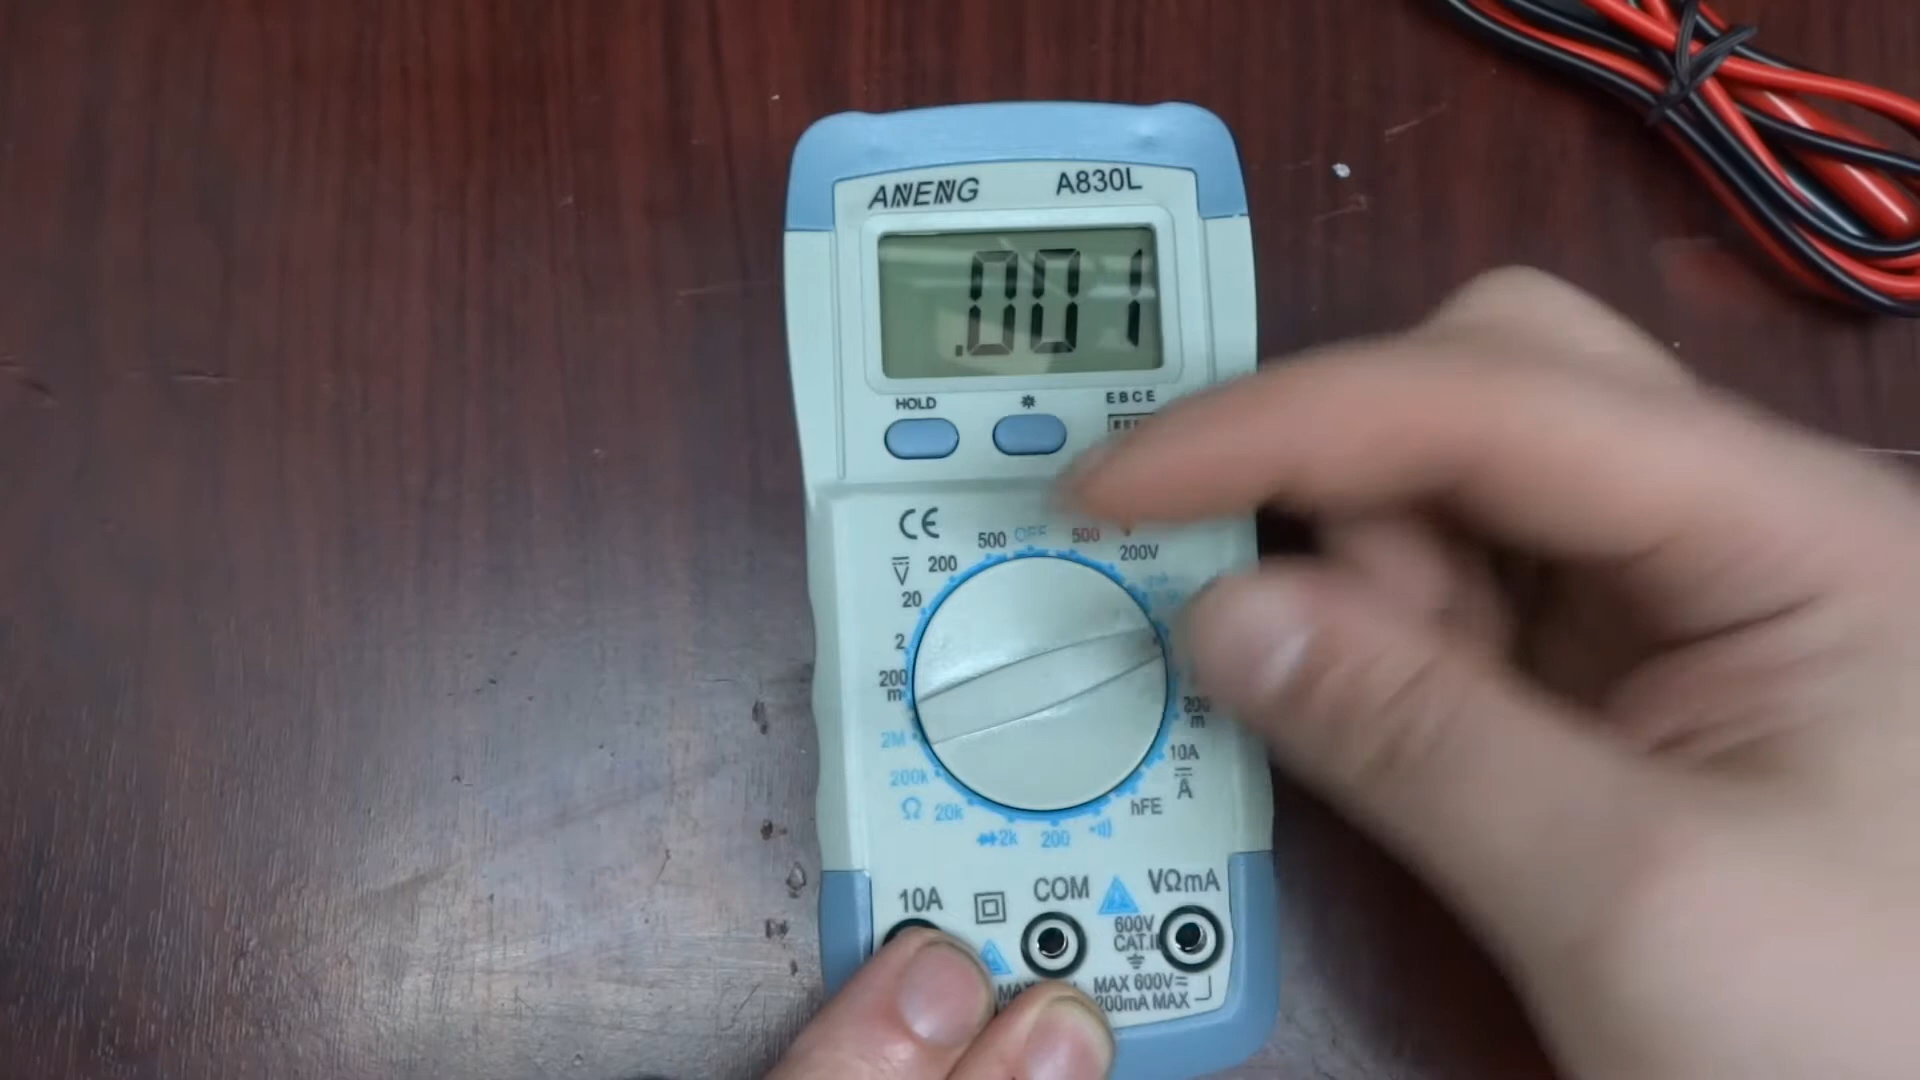 ANENG A830L
.001
HOLD
EBCE
CE
500 OFF 500
200 200V
V
20
2
200
m
200
m
2M
10A
200k
A
Ω 20k hFE
2k 200
10A COM VΩmA
600V
CAT.II
MAX 600V
200mA MAX